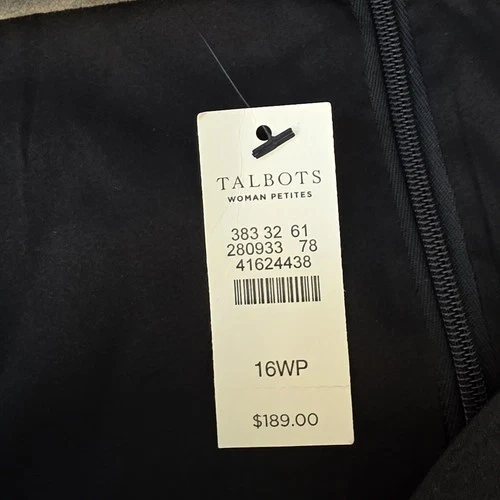 TALBOTS
WOMAN PETITES
383 32 61
280933 78
41624438
16WP
$189.00